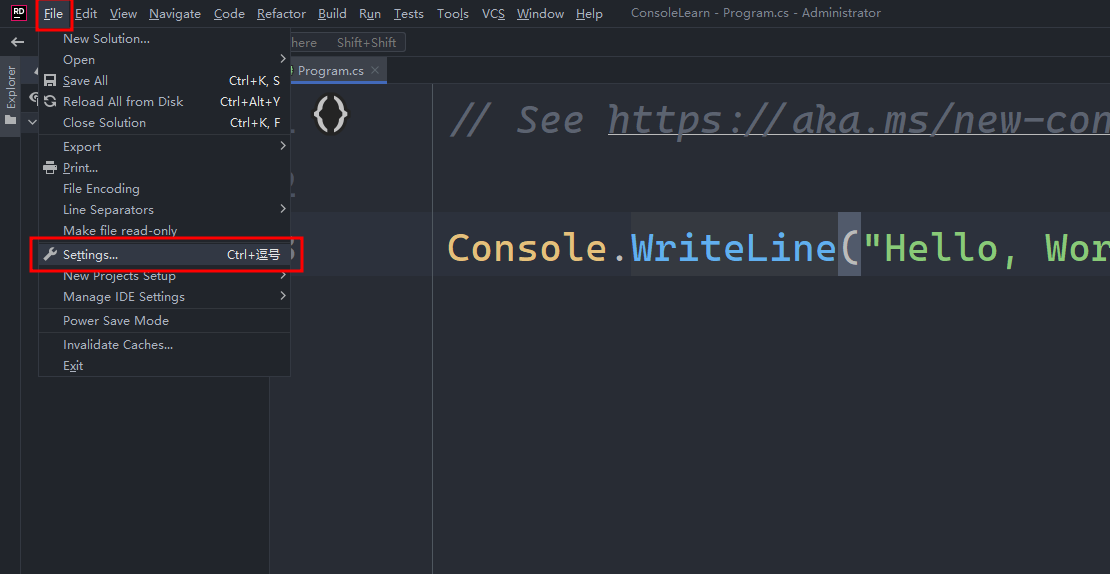 RD File Edit View Navigate Code Refactor Build Run Tests Tools VCS Window Help ConsoleLearn - Program.cs - Administrator
here Shift+Shift
Explorer
Program.cs
New Solution...
Open
Save All Ctrl+K, S
Reload All from Disk Ctrl+Alt+Y
Close Solution Ctrl+K, F
Export
Print...
File Encoding
Line Separators
Make file read-only
Settings... Ctrl+逗号
New Projects Setup
Manage IDE Settings
Power Save Mode
Invalidate Caches...
Exit
// See https://aka.ms/new-con
Console.WriteLine("Hello, Wor